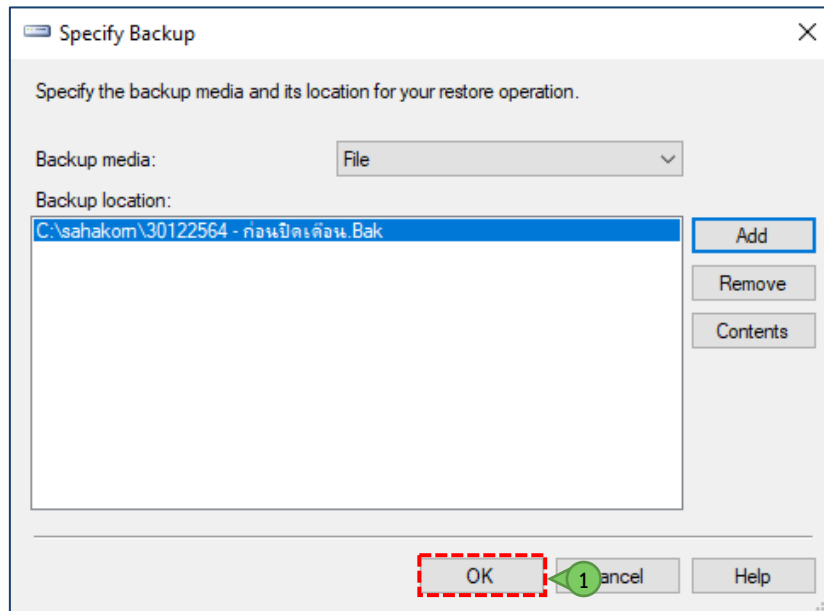 Specify Backup
Specify the backup media and its location for your restore operation.
Backup media: File
Backup location:
C:\sahakorn\30122564 - ก่อนปิดเดือน.Bak
Add
Remove
Contents
OK 1 ancel Help